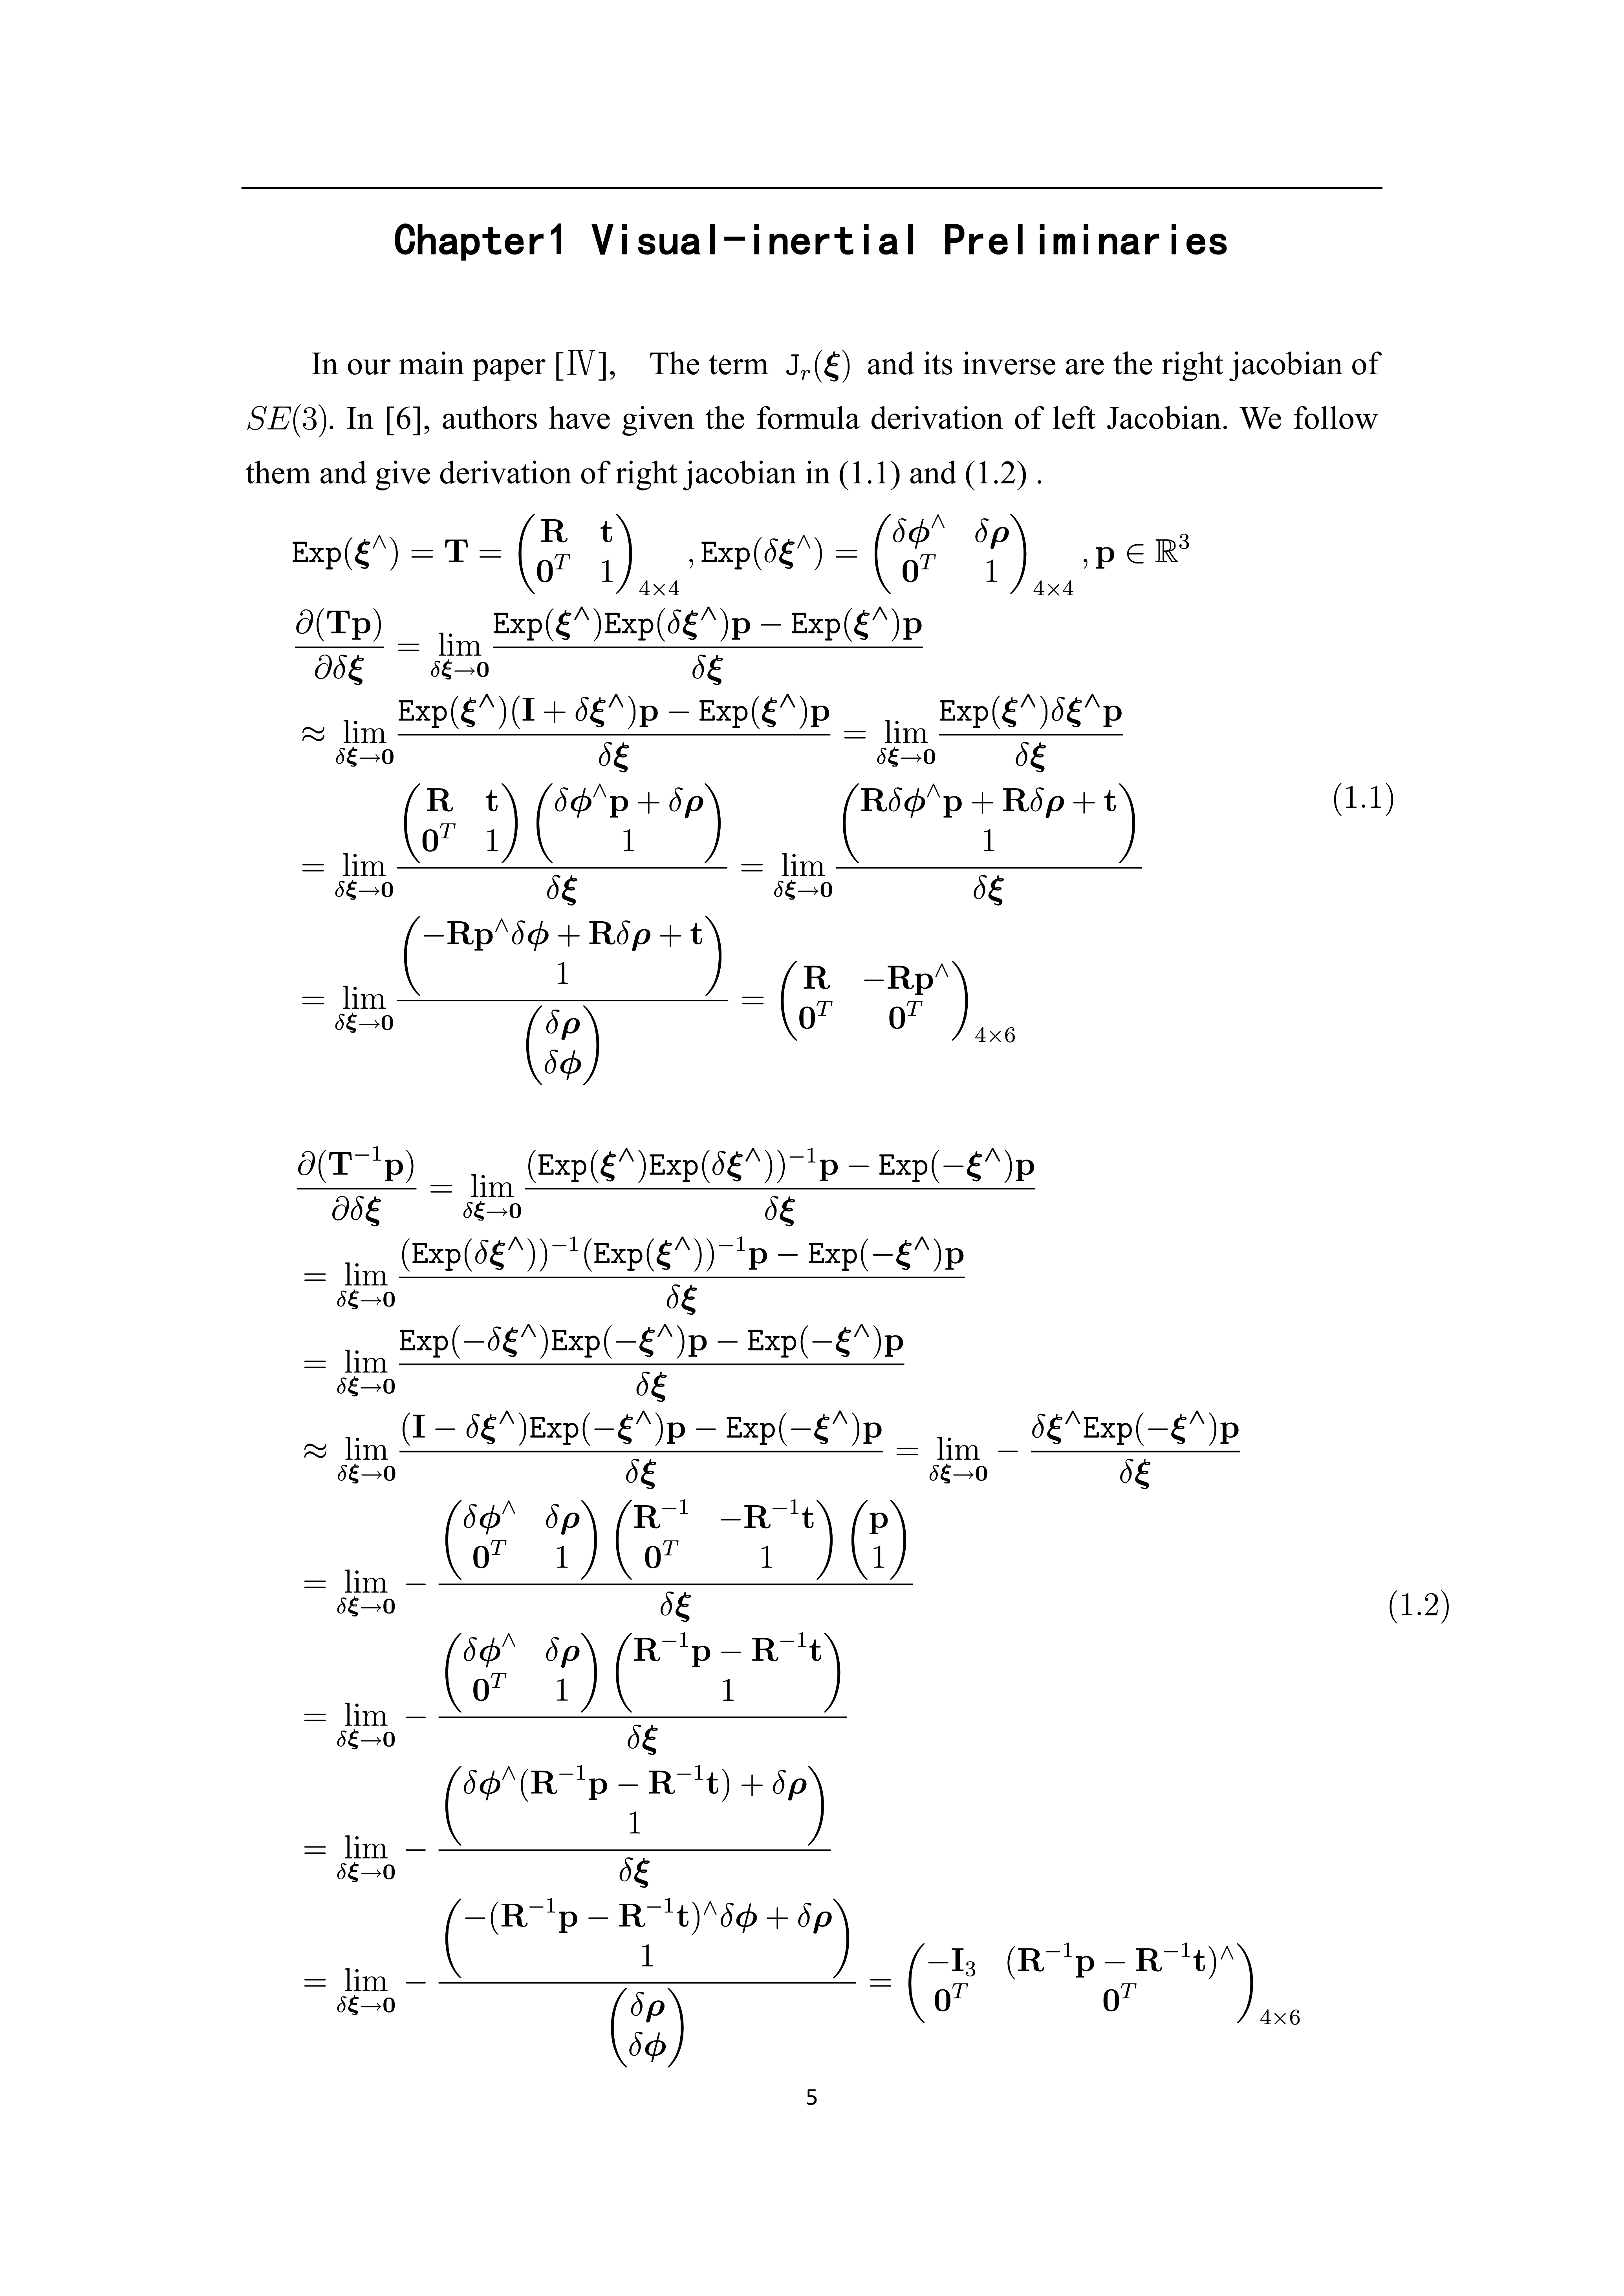 Chapter1 Visual-inertial Preliminaries
In our main paper [Ⅳ], The term $\mathtt{J}_r(\boldsymbol{\xi})$ and its inverse are the right jacobian of
$SE(3)$. In [6], authors have given the formula derivation of left Jacobian. We follow
them and give derivation of right jacobian in (1.1) and (1.2) .
$\mathtt{Exp}(\boldsymbol{\xi}^\wedge) = \mathbf{T} = \begin{pmatrix} \mathbf{R} & \mathbf{t} \\ \mathbf{0}^T & 1 \end{pmatrix}_{4\times4}, \mathtt{Exp}(\delta\boldsymbol{\xi}^\wedge) = \begin{pmatrix} \delta\boldsymbol{\phi}^\wedge & \delta\boldsymbol{\rho} \\ \mathbf{0}^T & 1 \end{pmatrix}_{4\times4}, \mathbf{p} \in \mathbb{R}^3$
$\frac{\partial(\mathbf{Tp})}{\partial\delta\boldsymbol{\xi}} = \lim_{\delta\boldsymbol{\xi}\to\mathbf{0}} \frac{\mathtt{Exp}(\boldsymbol{\xi}^\wedge)\mathtt{Exp}(\delta\boldsymbol{\xi}^\wedge)\mathbf{p} - \mathtt{Exp}(\boldsymbol{\xi}^\wedge)\mathbf{p}}{\delta\boldsymbol{\xi}}$
$\approx \lim_{\delta\boldsymbol{\xi}\to\mathbf{0}} \frac{\mathtt{Exp}(\boldsymbol{\xi}^\wedge)(\mathbf{I} + \delta\boldsymbol{\xi}^\wedge)\mathbf{p} - \mathtt{Exp}(\boldsymbol{\xi}^\wedge)\mathbf{p}}{\delta\boldsymbol{\xi}} = \lim_{\delta\boldsymbol{\xi}\to\mathbf{0}} \frac{\mathtt{Exp}(\boldsymbol{\xi}^\wedge)\delta\boldsymbol{\xi}^\wedge\mathbf{p}}{\delta\boldsymbol{\xi}}$
$= \lim_{\delta\boldsymbol{\xi}\to\mathbf{0}} \frac{\begin{pmatrix} \mathbf{R} & \mathbf{t} \\ \mathbf{0}^T & 1 \end{pmatrix} \begin{pmatrix} \delta\boldsymbol{\phi}^\wedge\mathbf{p} + \delta\boldsymbol{\rho} \\ 1 \end{pmatrix}}{\delta\boldsymbol{\xi}} = \lim_{\delta\boldsymbol{\xi}\to\mathbf{0}} \frac{\begin{pmatrix} \mathbf{R}\delta\boldsymbol{\phi}^\wedge\mathbf{p} + \mathbf{R}\delta\boldsymbol{\rho} + \mathbf{t} \\ 1 \end{pmatrix}}{\delta\boldsymbol{\xi}}$ (1.1)
$= \lim_{\delta\boldsymbol{\xi}\to\mathbf{0}} \frac{\begin{pmatrix} -\mathbf{R}\mathbf{p}^\wedge\delta\boldsymbol{\phi} + \mathbf{R}\delta\boldsymbol{\rho} + \mathbf{t} \\ 1 \end{pmatrix}}{\begin{pmatrix} \delta\boldsymbol{\rho} \\ \delta\boldsymbol{\phi} \end{pmatrix}} = \begin{pmatrix} \mathbf{R} & -\mathbf{R}\mathbf{p}^\wedge \\ \mathbf{0}^T & \mathbf{0}^T \end{pmatrix}_{4\times6}$
$\frac{\partial(\mathbf{T}^{-1}\mathbf{p})}{\partial\delta\boldsymbol{\xi}} = \lim_{\delta\boldsymbol{\xi}\to\mathbf{0}} \frac{(\mathtt{Exp}(\boldsymbol{\xi}^\wedge)\mathtt{Exp}(\delta\boldsymbol{\xi}^\wedge))^{-1}\mathbf{p} - \mathtt{Exp}(-\boldsymbol{\xi}^\wedge)\mathbf{p}}{\delta\boldsymbol{\xi}}$
$= \lim_{\delta\boldsymbol{\xi}\to\mathbf{0}} \frac{(\mathtt{Exp}(\delta\boldsymbol{\xi}^\wedge))^{-1}(\mathtt{Exp}(\boldsymbol{\xi}^\wedge))^{-1}\mathbf{p} - \mathtt{Exp}(-\boldsymbol{\xi}^\wedge)\mathbf{p}}{\delta\boldsymbol{\xi}}$
$= \lim_{\delta\boldsymbol{\xi}\to\mathbf{0}} \frac{\mathtt{Exp}(-\delta\boldsymbol{\xi}^\wedge)\mathtt{Exp}(-\boldsymbol{\xi}^\wedge)\mathbf{p} - \mathtt{Exp}(-\boldsymbol{\xi}^\wedge)\mathbf{p}}{\delta\boldsymbol{\xi}}$
$\approx \lim_{\delta\boldsymbol{\xi}\to\mathbf{0}} \frac{(\mathbf{I} - \delta\boldsymbol{\xi}^\wedge)\mathtt{Exp}(-\boldsymbol{\xi}^\wedge)\mathbf{p} - \mathtt{Exp}(-\boldsymbol{\xi}^\wedge)\mathbf{p}}{\delta\boldsymbol{\xi}} = \lim_{\delta\boldsymbol{\xi}\to\mathbf{0}} - \frac{\delta\boldsymbol{\xi}^\wedge\mathtt{Exp}(-\boldsymbol{\xi}^\wedge)\mathbf{p}}{\delta\boldsymbol{\xi}}$
$= \lim_{\delta\boldsymbol{\xi}\to\mathbf{0}} - \frac{\begin{pmatrix} \delta\boldsymbol{\phi}^\wedge & \delta\boldsymbol{\rho} \\ \mathbf{0}^T & 1 \end{pmatrix} \begin{pmatrix} \mathbf{R}^{-1} & -\mathbf{R}^{-1}\mathbf{t} \\ \mathbf{0}^T & 1 \end{pmatrix} \begin{pmatrix} \mathbf{p} \\ 1 \end{pmatrix}}{\delta\boldsymbol{\xi}}$ (1.2)
$= \lim_{\delta\boldsymbol{\xi}\to\mathbf{0}} - \frac{\begin{pmatrix} \delta\boldsymbol{\phi}^\wedge & \delta\boldsymbol{\rho} \\ \mathbf{0}^T & 1 \end{pmatrix} \begin{pmatrix} \mathbf{R}^{-1}\mathbf{p} - \mathbf{R}^{-1}\mathbf{t} \\ 1 \end{pmatrix}}{\delta\boldsymbol{\xi}}$
$= \lim_{\delta\boldsymbol{\xi}\to\mathbf{0}} - \frac{\begin{pmatrix} \delta\boldsymbol{\phi}^\wedge(\mathbf{R}^{-1}\mathbf{p} - \mathbf{R}^{-1}\mathbf{t}) + \delta\boldsymbol{\rho} \\ 1 \end{pmatrix}}{\delta\boldsymbol{\xi}}$
$= \lim_{\delta\boldsymbol{\xi}\to\mathbf{0}} - \frac{\begin{pmatrix} -(\mathbf{R}^{-1}\mathbf{p} - \mathbf{R}^{-1}\mathbf{t})^\wedge\delta\boldsymbol{\phi} + \delta\boldsymbol{\rho} \\ 1 \end{pmatrix}}{\begin{pmatrix} \delta\boldsymbol{\rho} \\ \delta\boldsymbol{\phi} \end{pmatrix}} = \begin{pmatrix} -\mathbf{I}_3 & (\mathbf{R}^{-1}\mathbf{p} - \mathbf{R}^{-1}\mathbf{t})^\wedge \\ \mathbf{0}^T & \mathbf{0}^T \end{pmatrix}_{4\times6}$
5